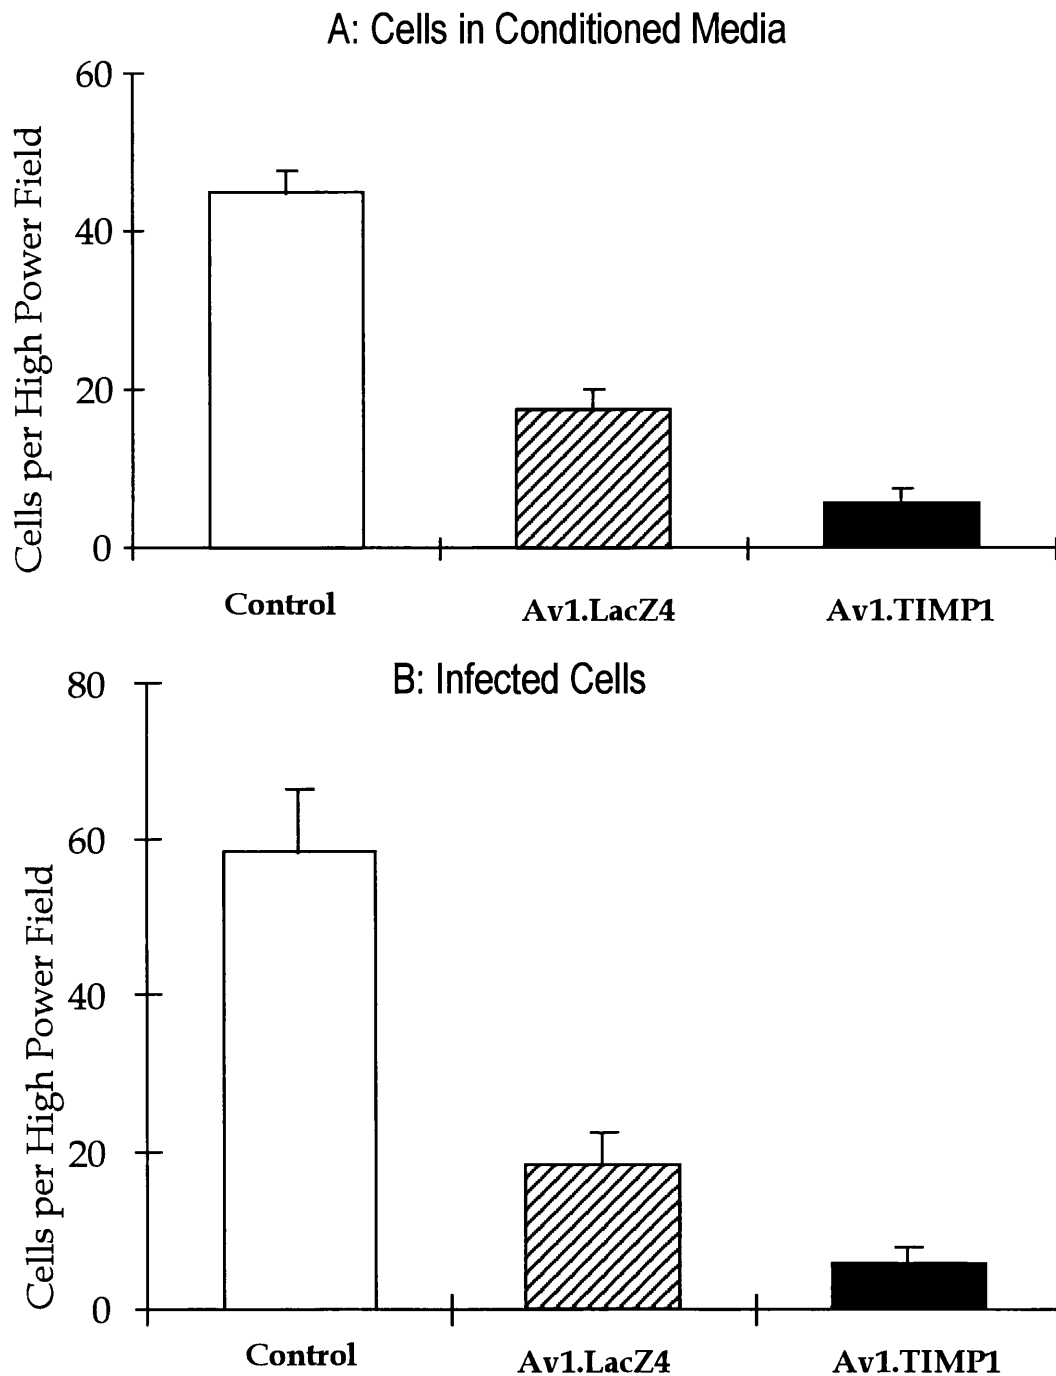 A: Cells in Conditioned Media
60
40
20
0
Cells per High Power Field
Control
Av1.LacZ4
Av1.TIMP1
B: Infected Cells
80
60
40
20
0
Cells per High Power Field
Control
Av1.LacZ4
Av1.TIMP1